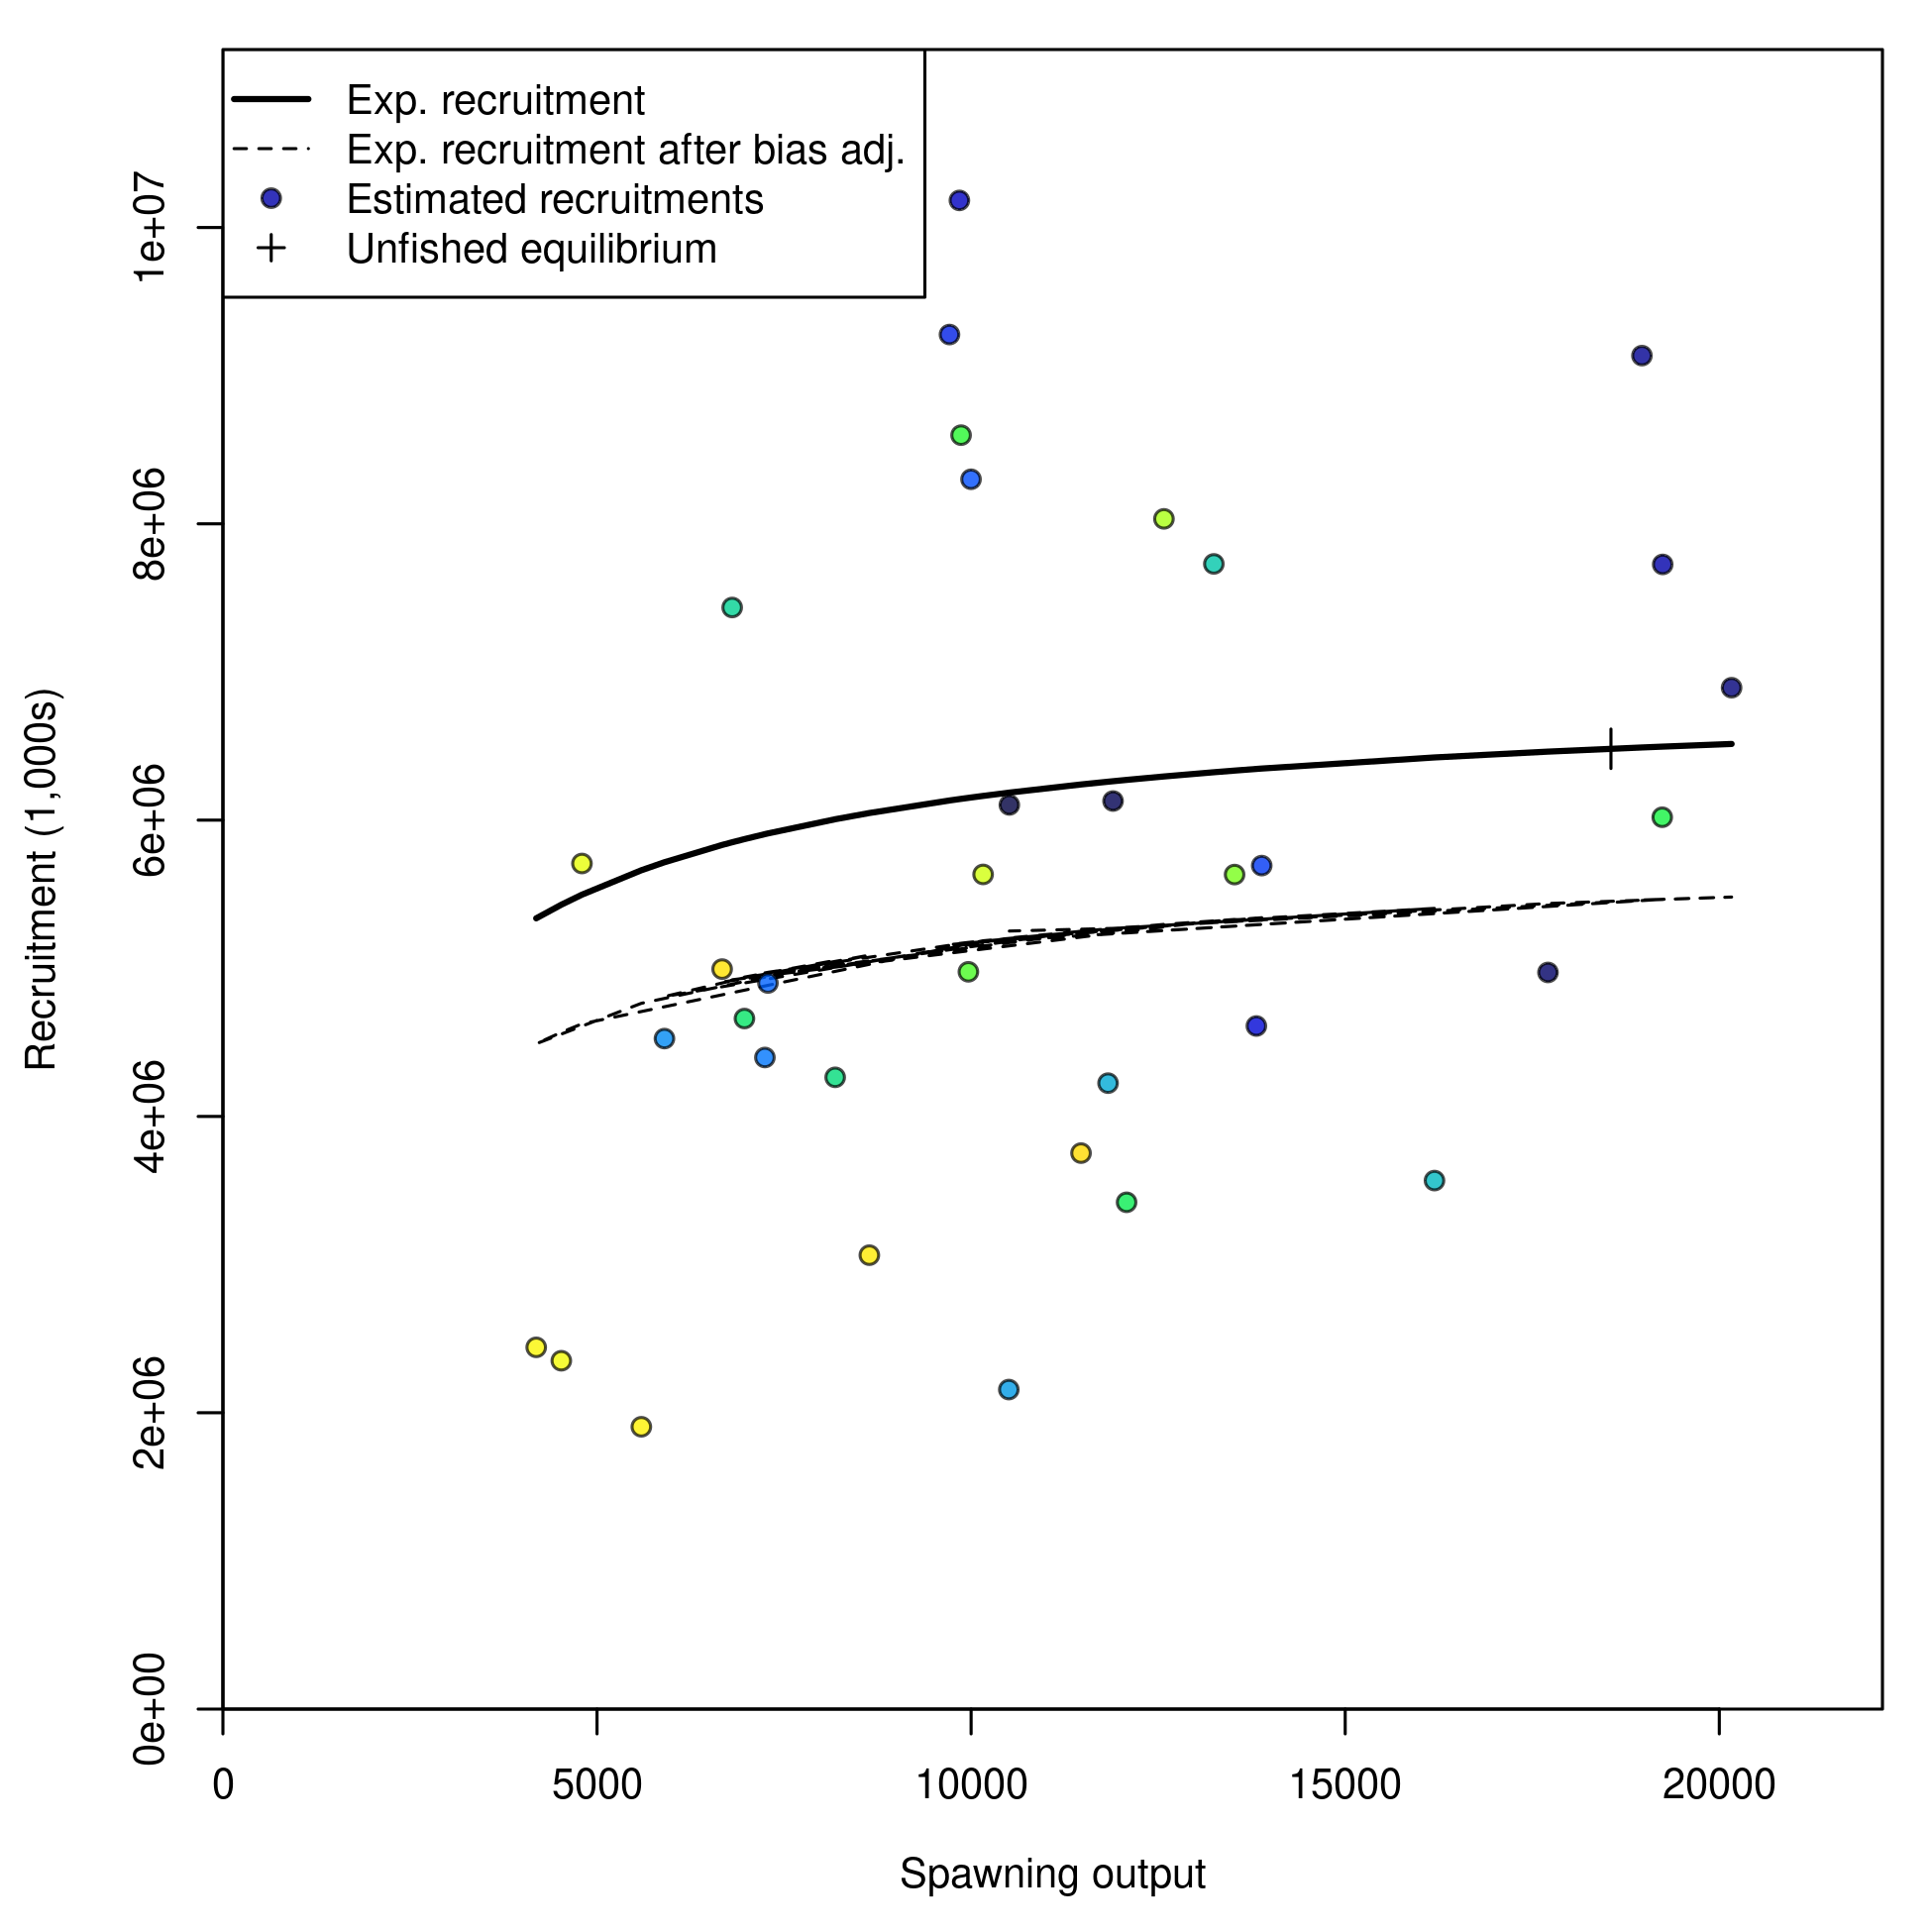 Exp. recruitment
Exp. recruitment after bias adj.
Estimated recruitments
Unfished equilibrium
Recruitment (1,000s)
1e+07
8e+06
6e+06
4e+06
2e+06
0e+00
0 5000 10000 15000 20000
Spawning output